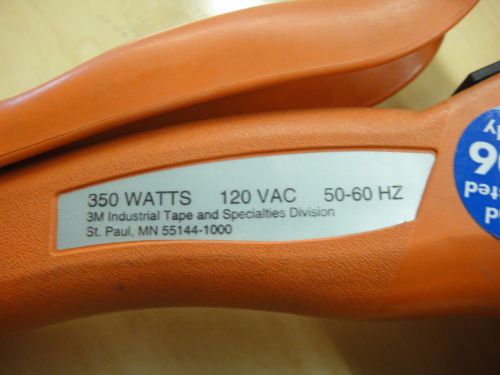 350 WATTS 120 VAC 50-60 HZ
3M Industrial Tape and Specialties Division
St. Paul, MN 55144-1000